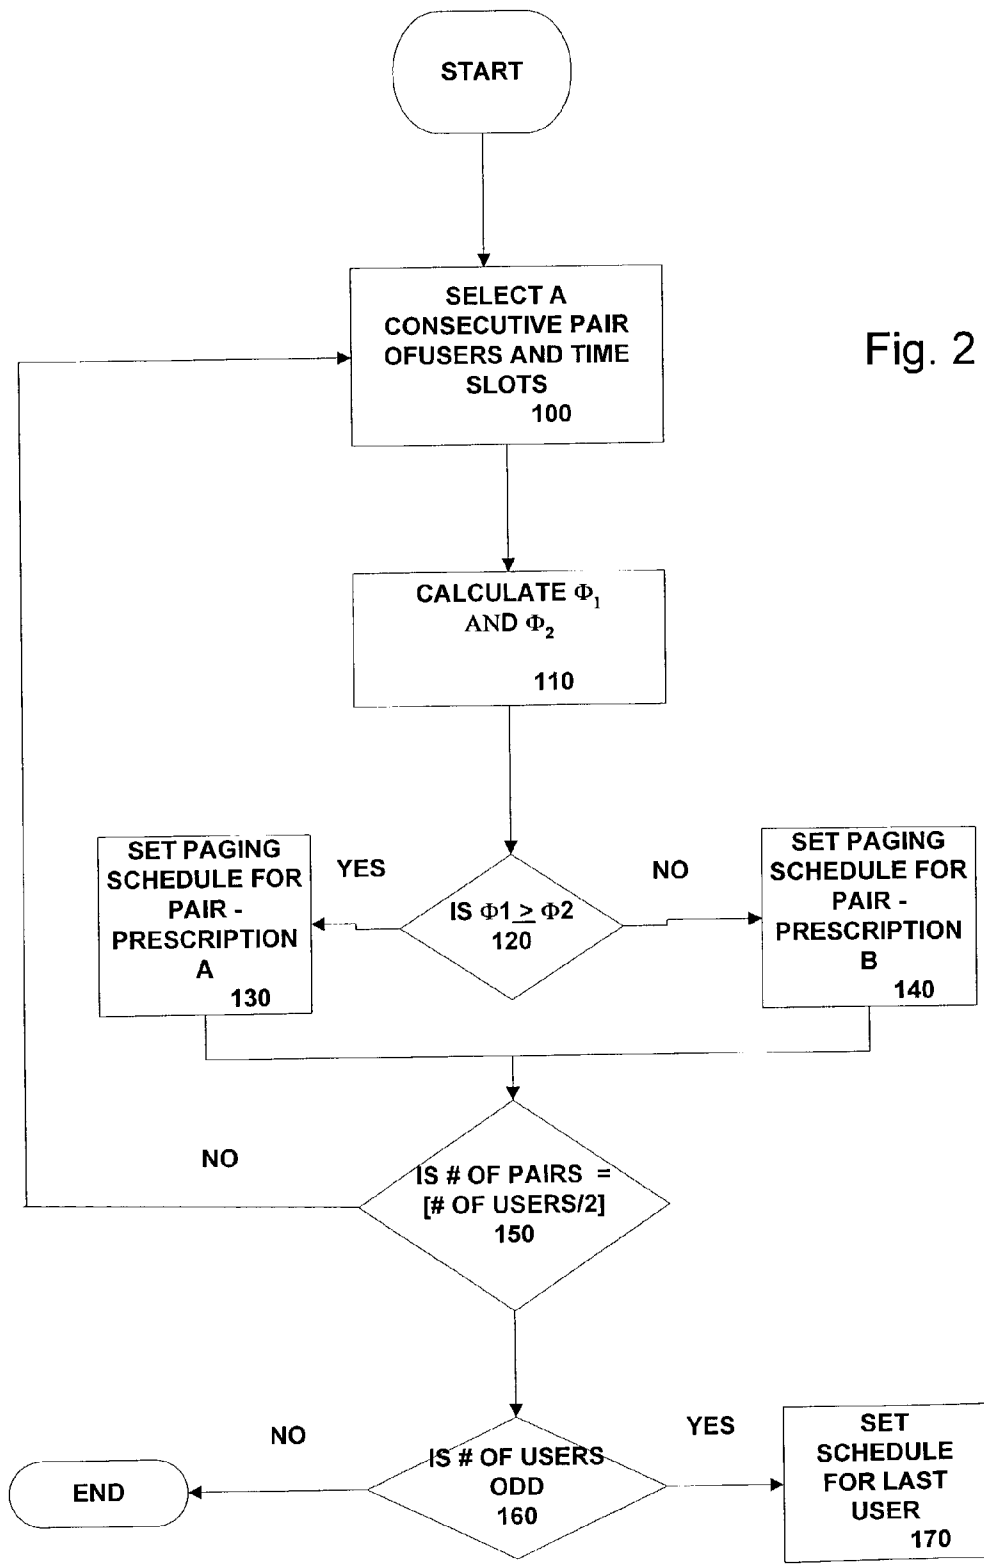 START
SELECT A
CONSECUTIVE PAIR
OFUSERS AND TIME
SLOTS
100
Fig. 2
CALCULATE Φ1
AND Φ2
110
SET PAGING
SCHEDULE FOR
PAIR -
PRESCRIPTION
A
130
YES
IS Φ1 ≥ Φ2
120
NO
SET PAGING
SCHEDULE FOR
PAIR -
PRESCRIPTION
B
140
NO
IS # OF PAIRS =
[# OF USERS/2]
150
END
NO
IS # OF USERS
ODD
160
YES
SET
SCHEDULE
FOR LAST
USER
170